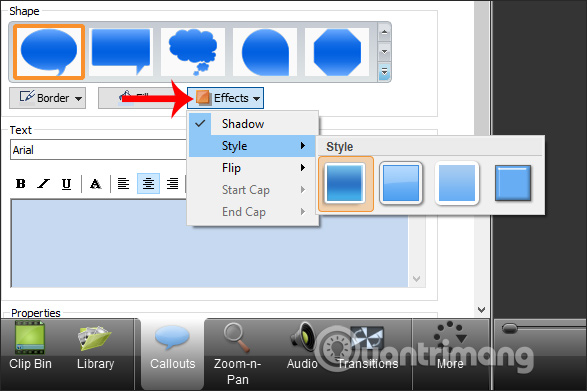 Shape
Border
Effects
Shadow
Style
Flip
Start Cap
End Cap
Style
Text
Arial
B I U A
Properties
Clip Bin
Library
Callouts
Zoom-n-
Pan
Audio
Transitions
More
Quantrimang